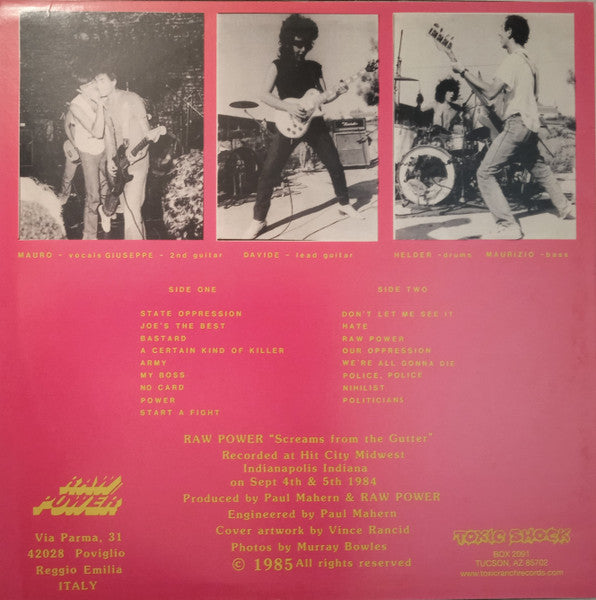 MAURO - vocals GIUSEPPE - 2nd guitar
DAVIDE - lead guitar
HELDER - drums MAURIZIO - bass
SIDE ONE
STATE OPPRESSION
JOE'S THE BEST
BASTARD
A CERTAIN KIND OF KILLER
ARMY
MY BOSS
NO CARD
POWER
START A FIGHT
SIDE TWO
DON'T LET ME SEE IT
HATE
RAW POWER
OUR OPPRESSION
WE'RE ALL GONNA DIE
POLICE, POLICE
NIHILIST
POLITICIANS
RAW POWER "Screams from the Gutter"
Recorded at Hit City Midwest
Indianapolis Indiana
on Sept 4th & 5th 1984
Produced by Paul Mahern & RAW POWER
Engineered by Paul Mahern
Cover artwork by Vince Rancid
Photos by Murray Bowles
© 1985 All rights reserved
RAW
POWER
Via Parma, 31
42028 Poviglio
Reggio Emilia
ITALY
TOXIC SHOCK
BOX 2091
TUCSON, AZ 85702
www.toxicranchrecords.com